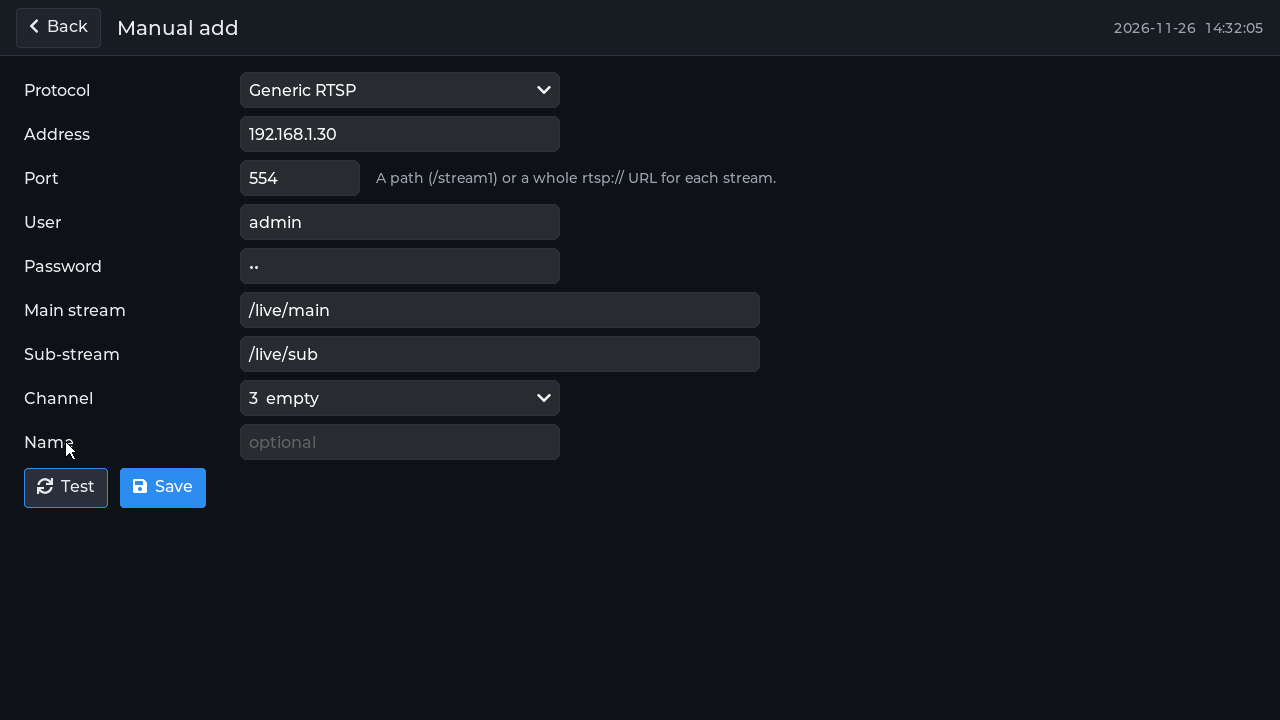 Back Manual add 2026-11-26 14:32:05
Protocol Generic RTSP
Address 192.168.1.30
Port 554 A path (/stream1) or a whole rtsp:// URL for each stream.
User admin
Password ••
Main stream /live/main
Sub-stream /live/sub
Channel 3 empty
Name optional
Test Save